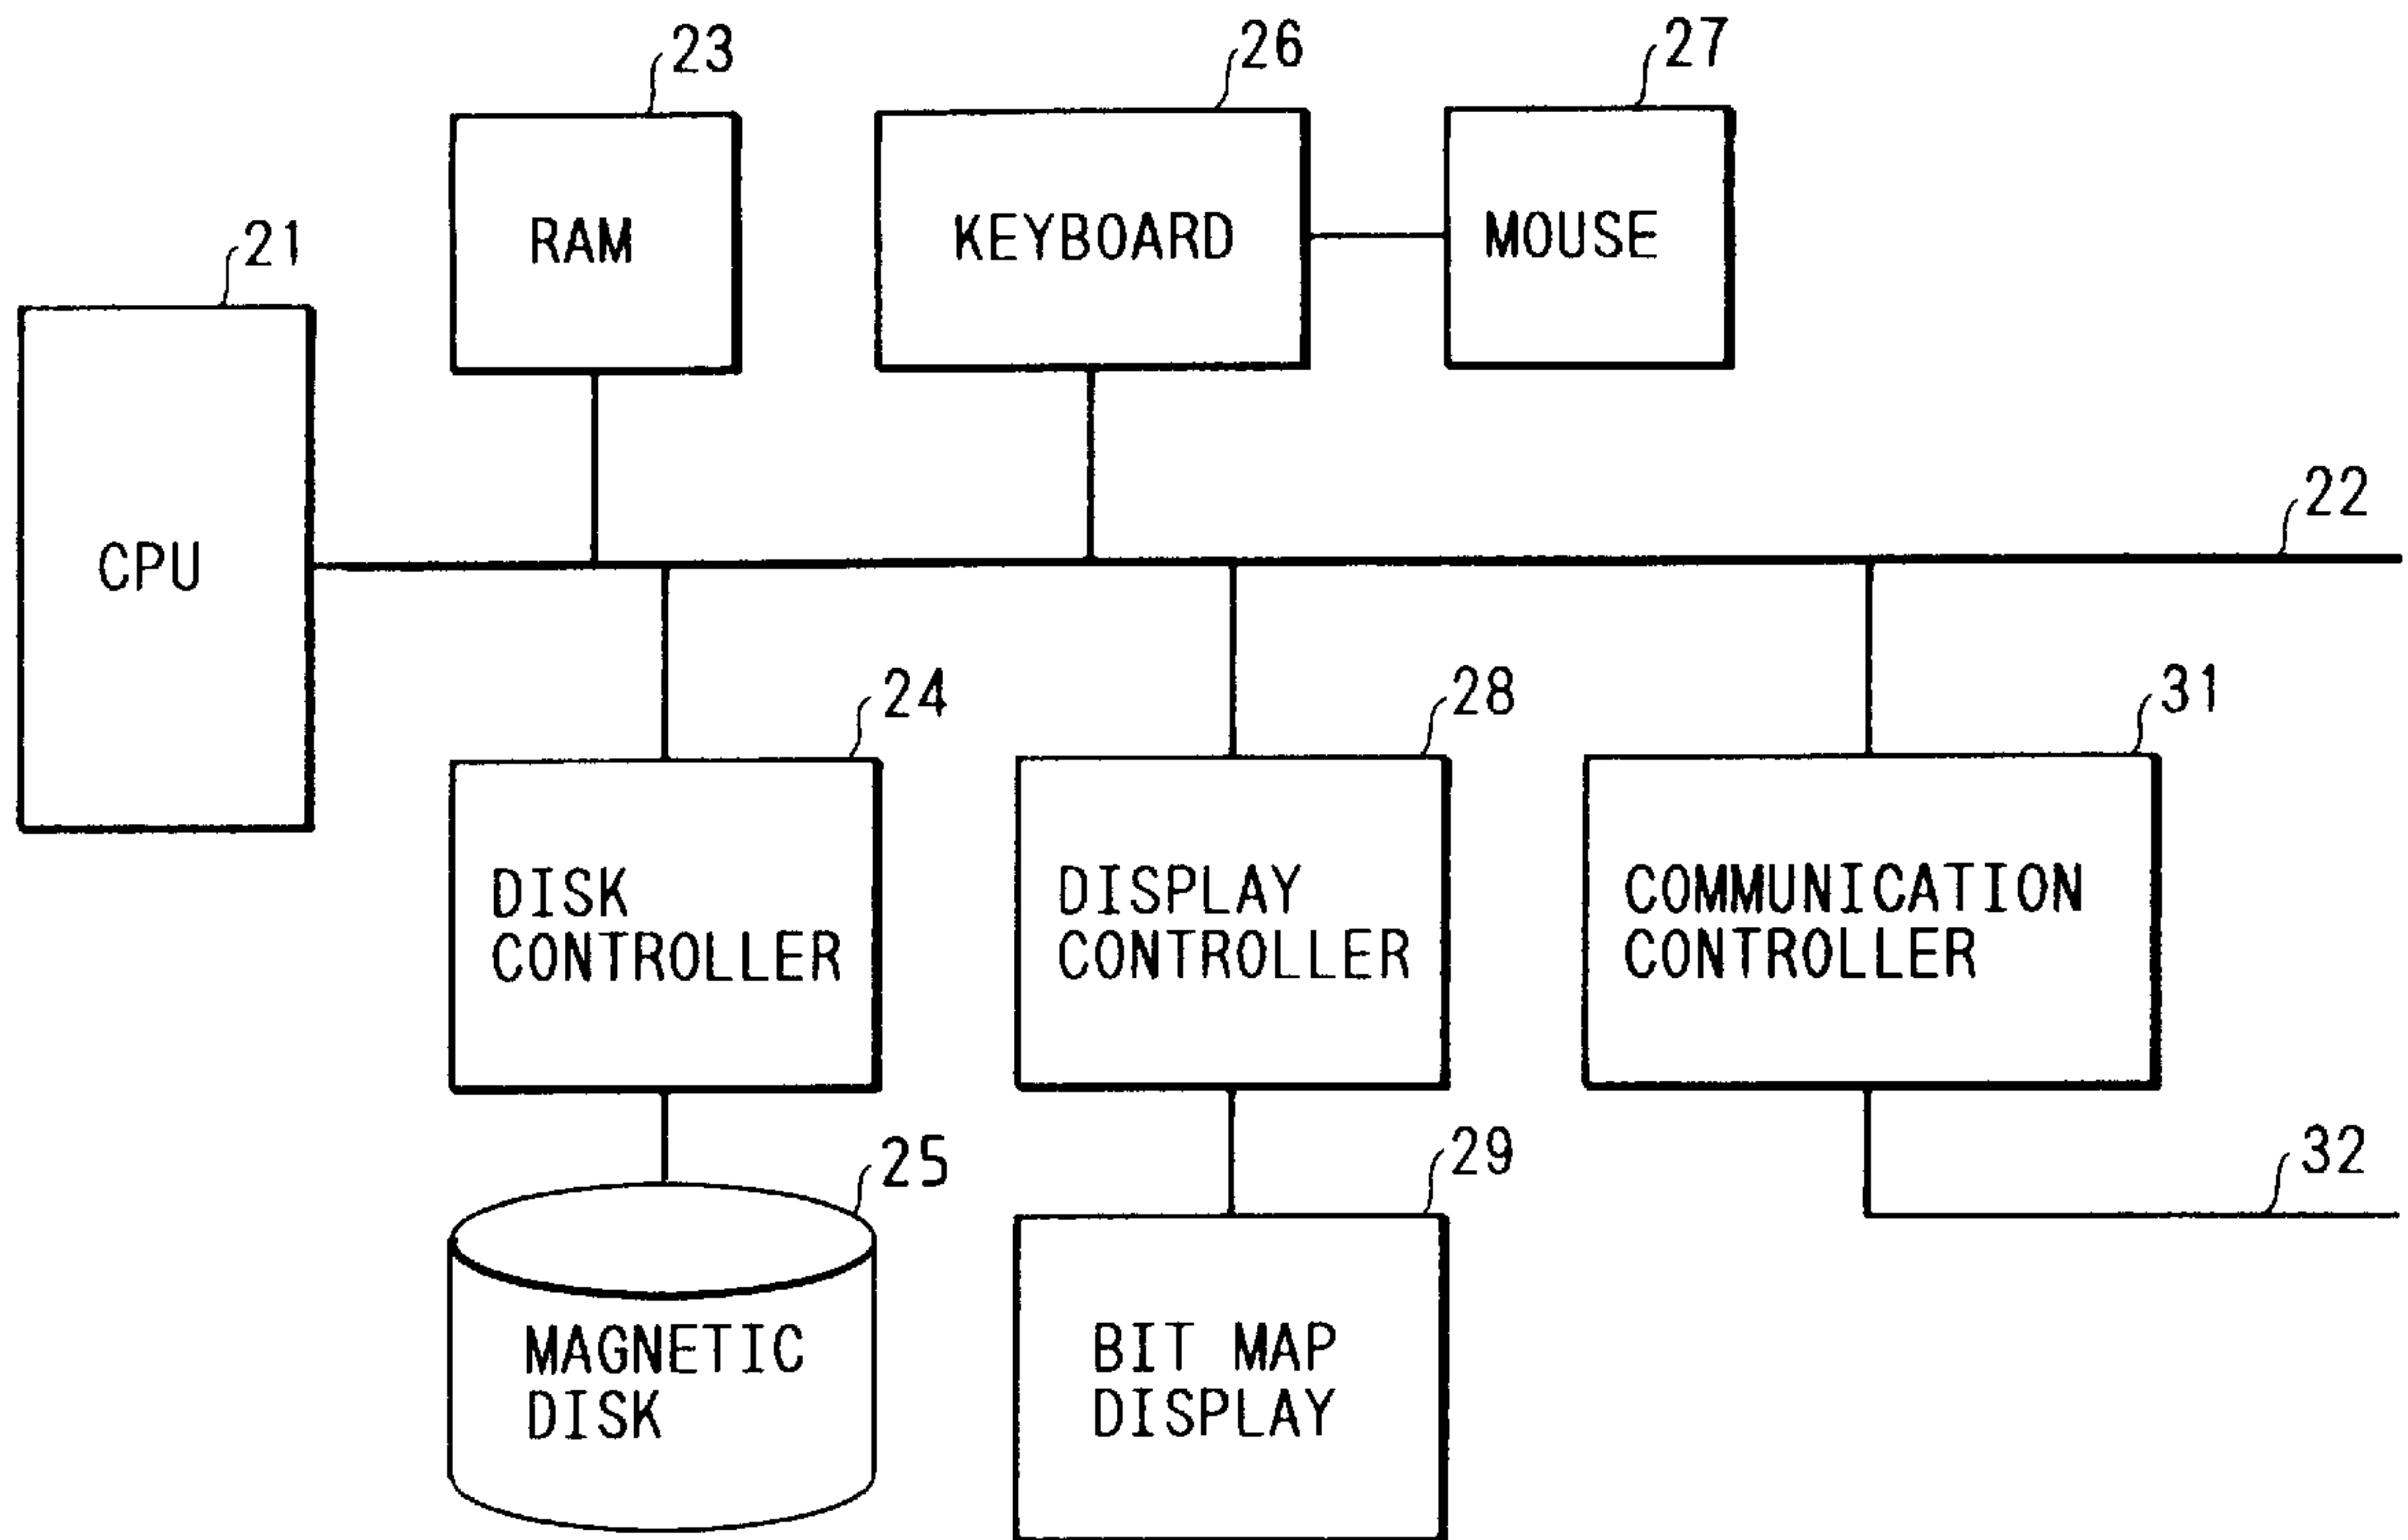 23
26
27
21
RAM
KEYBOARD
MOUSE
22
CPU
24
28
31
DISK
CONTROLLER
DISPLAY
CONTROLLER
COMMUNICATION
CONTROLLER
25
29
32
MAGNETIC
DISK
BIT MAP
DISPLAY